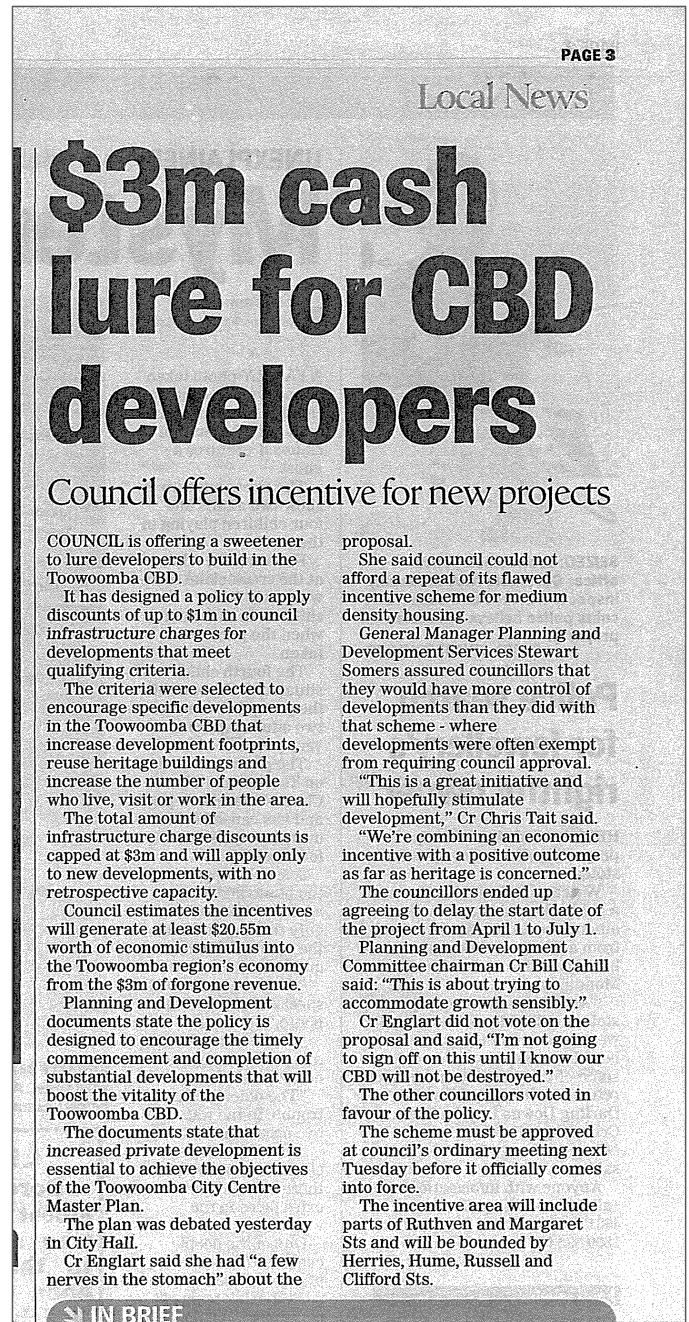 PAGE 3
Local News
$3m cash
lure for CBD
developers
Council offers incentive for new projects
COUNCIL is offering a sweetener
to lure developers to build in the
Toowoomba CBD.
It has designed a policy to apply
discounts of up to $1m in council
infrastructure charges for
developments that meet
qualifying criteria.
The criteria were selected to
encourage specific developments
in the Toowoomba CBD that
increase development footprints,
reuse heritage buildings and
increase the number of people
who live, visit or work in the area.
The total amount of
infrastructure charge discounts is
capped at $3m and will apply only
to new developments, with no
retrospective capacity.
Council estimates the incentives
will generate at least $20.55m
worth of economic stimulus into
the Toowoomba region's economy
from the $3m of forgone revenue.
Planning and Development
documents state the policy is
designed to encourage the timely
commencement and completion of
substantial developments that will
boost the vitality of the
Toowoomba CBD.
The documents state that
increased private development is
essential to achieve the objectives
of the Toowoomba City Centre
Master Plan.
The plan was debated yesterday
in City Hall.
Cr Englart said she had "a few
nerves in the stomach" about the
proposal.
She said council could not
afford a repeat of its flawed
incentive scheme for medium
density housing.
General Manager Planning and
Development Services Stewart
Somers assured councillors that
they would have more control of
developments than they did with
that scheme - where
developments were often exempt
from requiring council approval.
"This is a great initiative and
will hopefully stimulate
development," Cr Chris Tait said.
"We're combining an economic
incentive with a positive outcome
as far as heritage is concerned."
The councillors ended up
agreeing to delay the start date of
the project from April 1 to July 1.
Planning and Development
Committee chairman Cr Bill Cahill
said: "This is about trying to
accommodate growth sensibly."
Cr Englart did not vote on the
proposal and said, "I'm not going
to sign off on this until I know our
CBD will not be destroyed."
The other councillors voted in
favour of the policy.
The scheme must be approved
at council's ordinary meeting next
Tuesday before it officially comes
into force.
The incentive area will include
parts of Ruthven and Margaret
Sts and will be bounded by
Herries, Hume, Russell and
Clifford Sts.
IN BRIEF